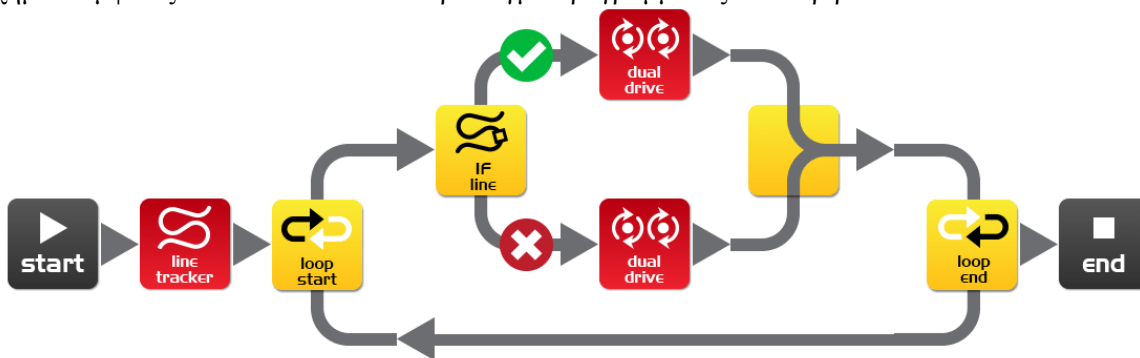 start
line
tracker
loop
start
IF
line
dual
drive
dual
drive
loop
end
end